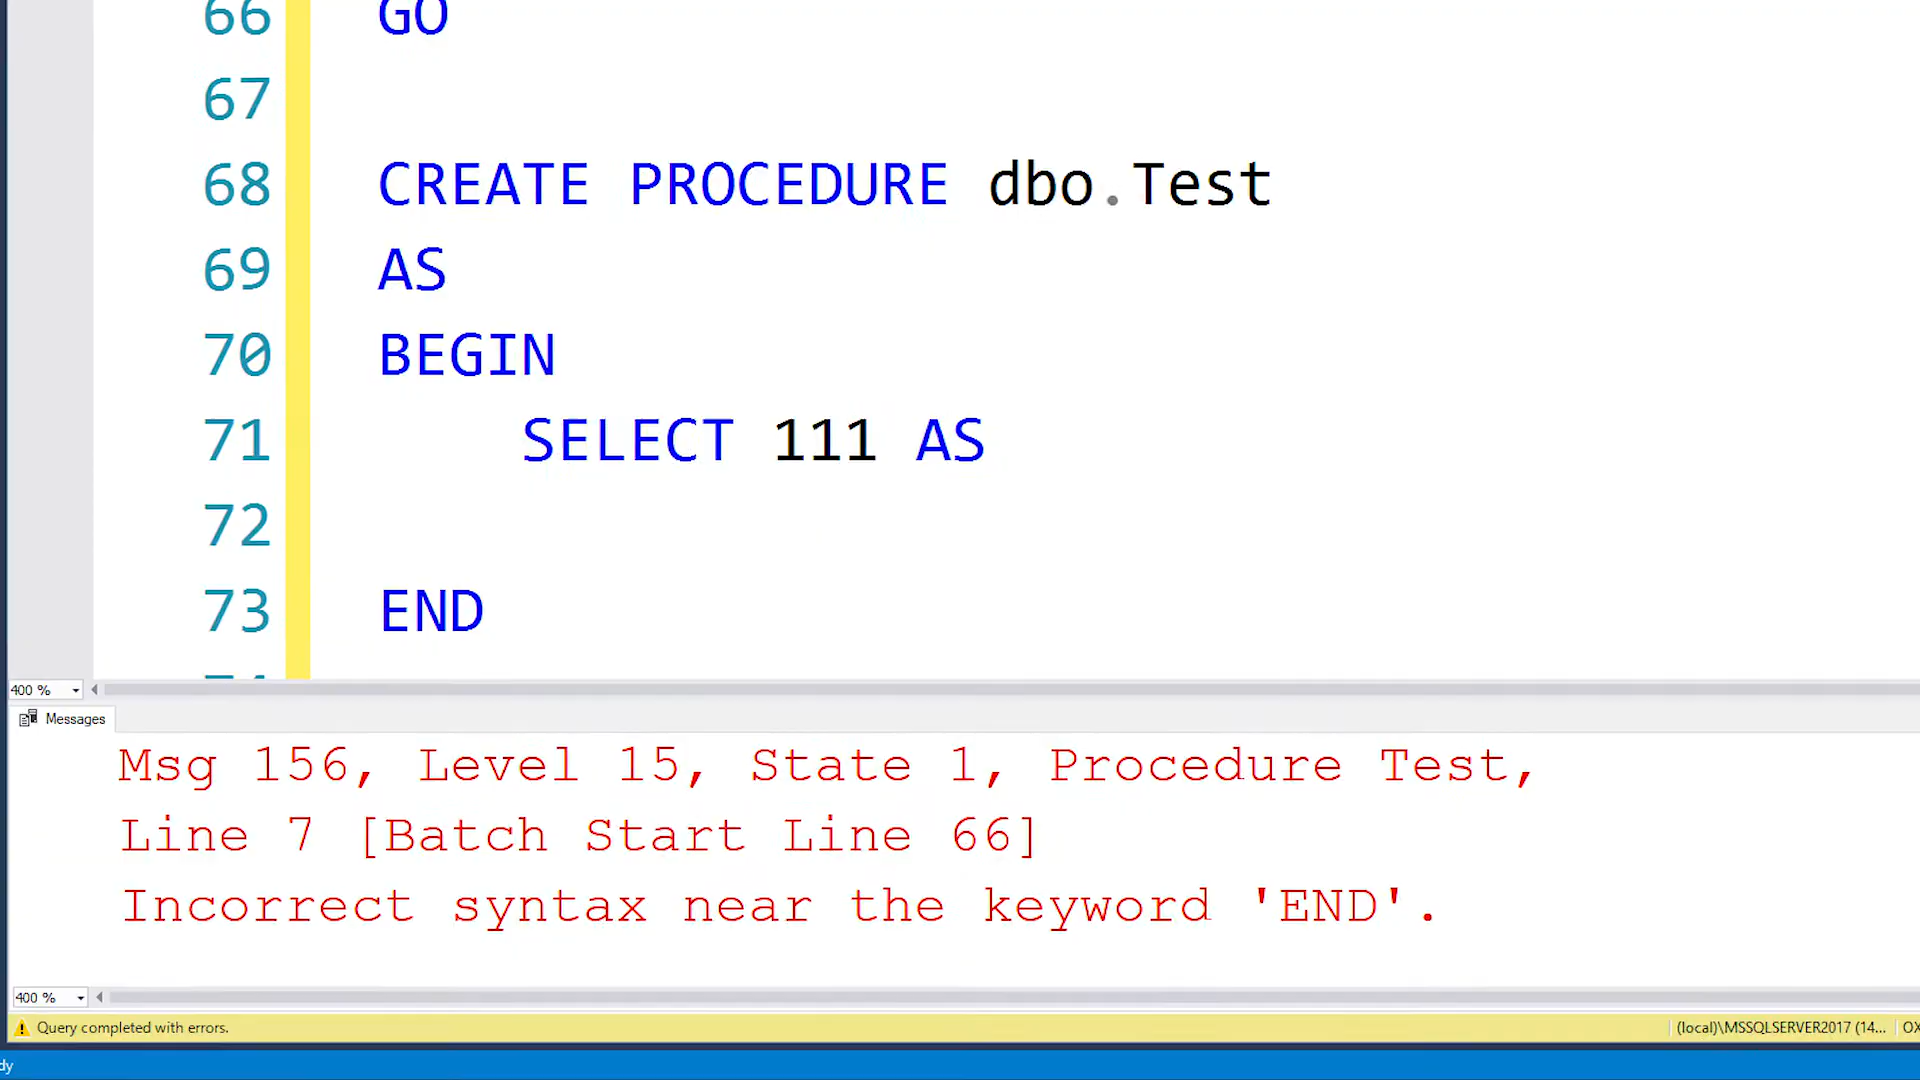 66 GO
67
68 CREATE PROCEDURE dbo.Test
69 AS
70 BEGIN
71 SELECT 111 AS
72
73 END
400 %
Messages
Msg 156, Level 15, State 1, Procedure Test,
Line 7 [Batch Start Line 66]
Incorrect syntax near the keyword 'END'.
400 %
Query completed with errors.
(local)\MSSQLSERVER2017 (14...
OX
dy